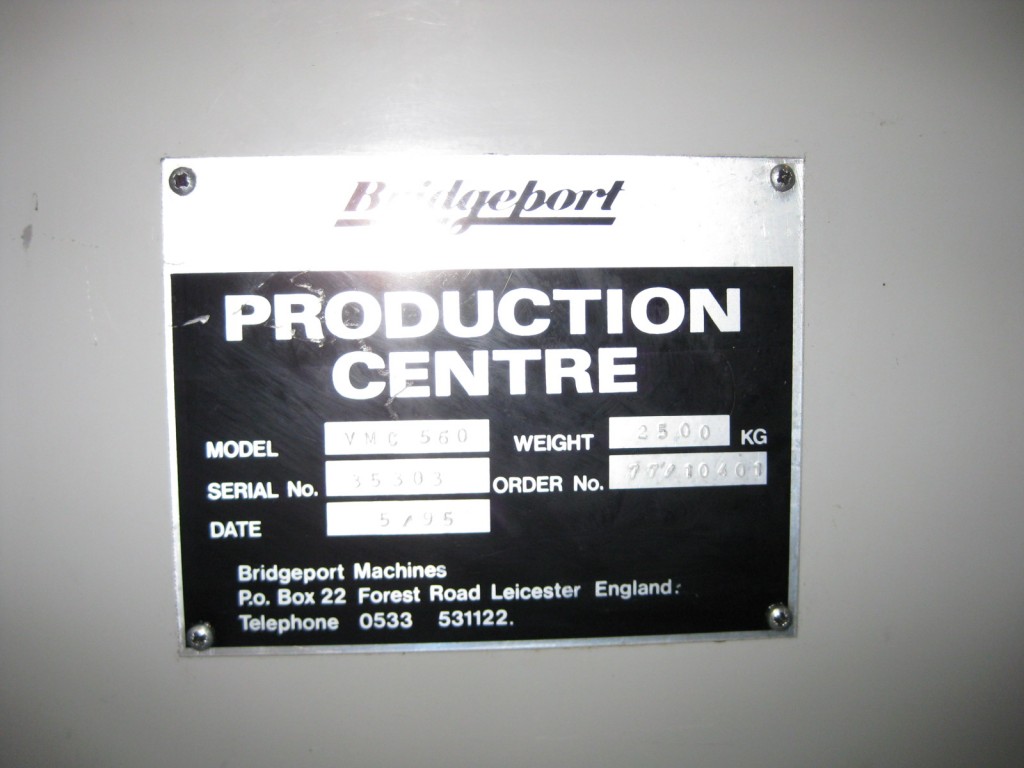 Bridgeport
PRODUCTION
CENTRE
MODEL VMC 560 WEIGHT 2500 KG
SERIAL No. 35303 ORDER No.
DATE 5/95
Bridgeport Machines
P.o. Box 22 Forest Road Leicester England.
Telephone 0533 531122.